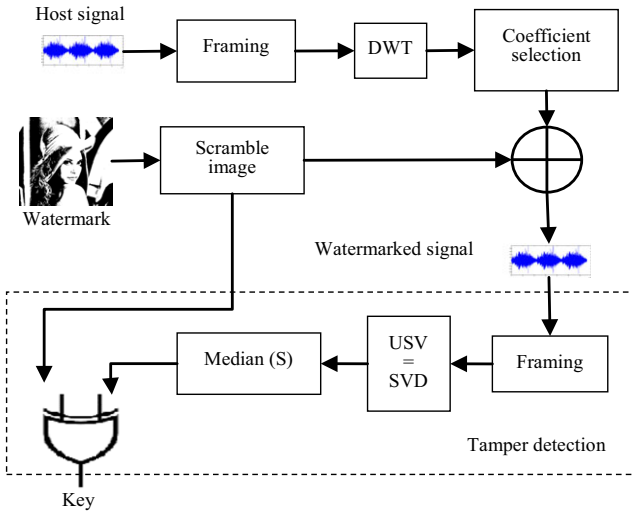 Host signal
Framing
DWT
Coefficient
selection
Scramble
image
Watermark
Watermarked signal
Median (S)
USV
=
SVD
Framing
Tamper detection
Key